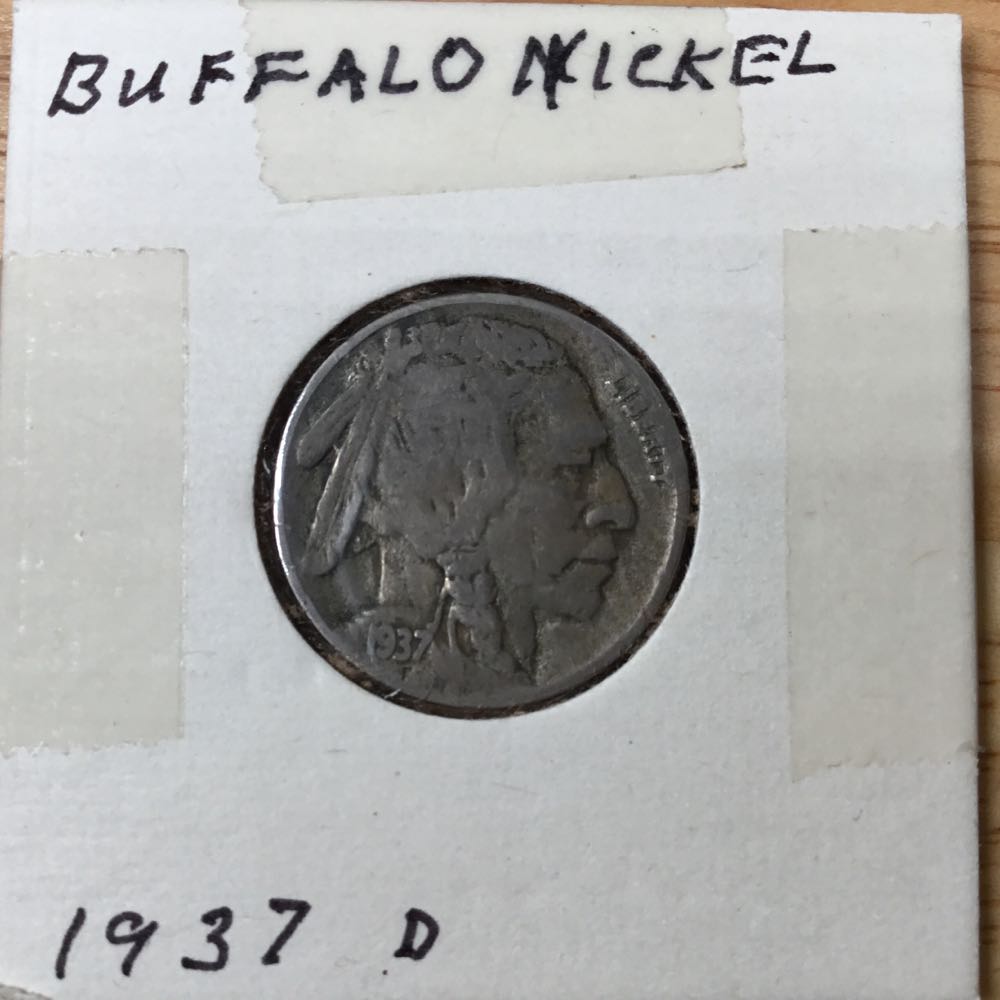 BUFFALO NICKEL
LIBERTY
1937
1937 D